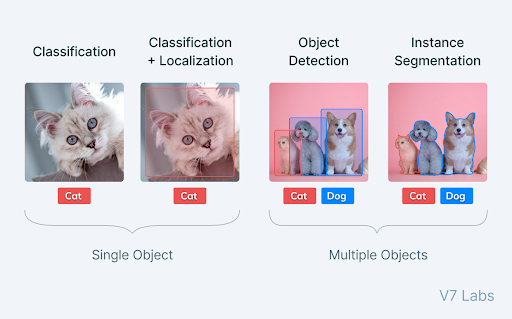 Classification
Classification
+ Localization
Object
Detection
Instance
Segmentation
Cat
Cat
Cat
Dog
Cat
Dog
Single Object
Multiple Objects
V7 Labs